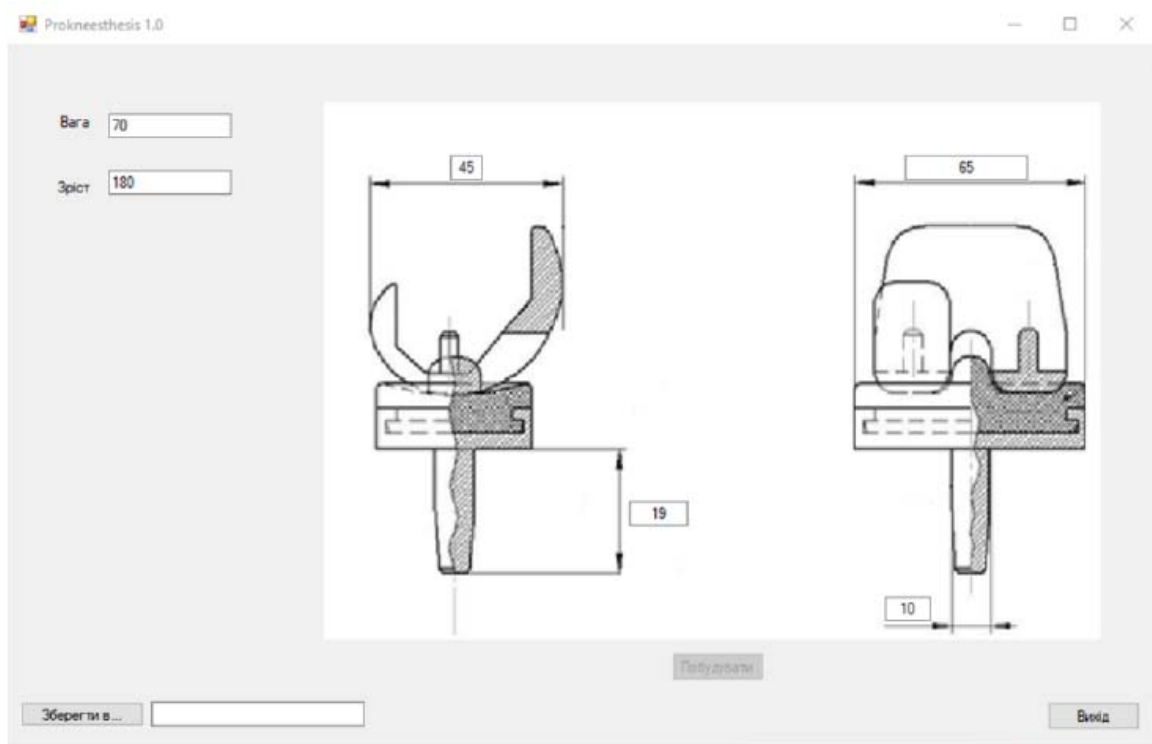 Prokneesthesis 1.0
Вага 70
Зріст 180
45
65
19
10
Побудувати
Зберегти в...
Вихід